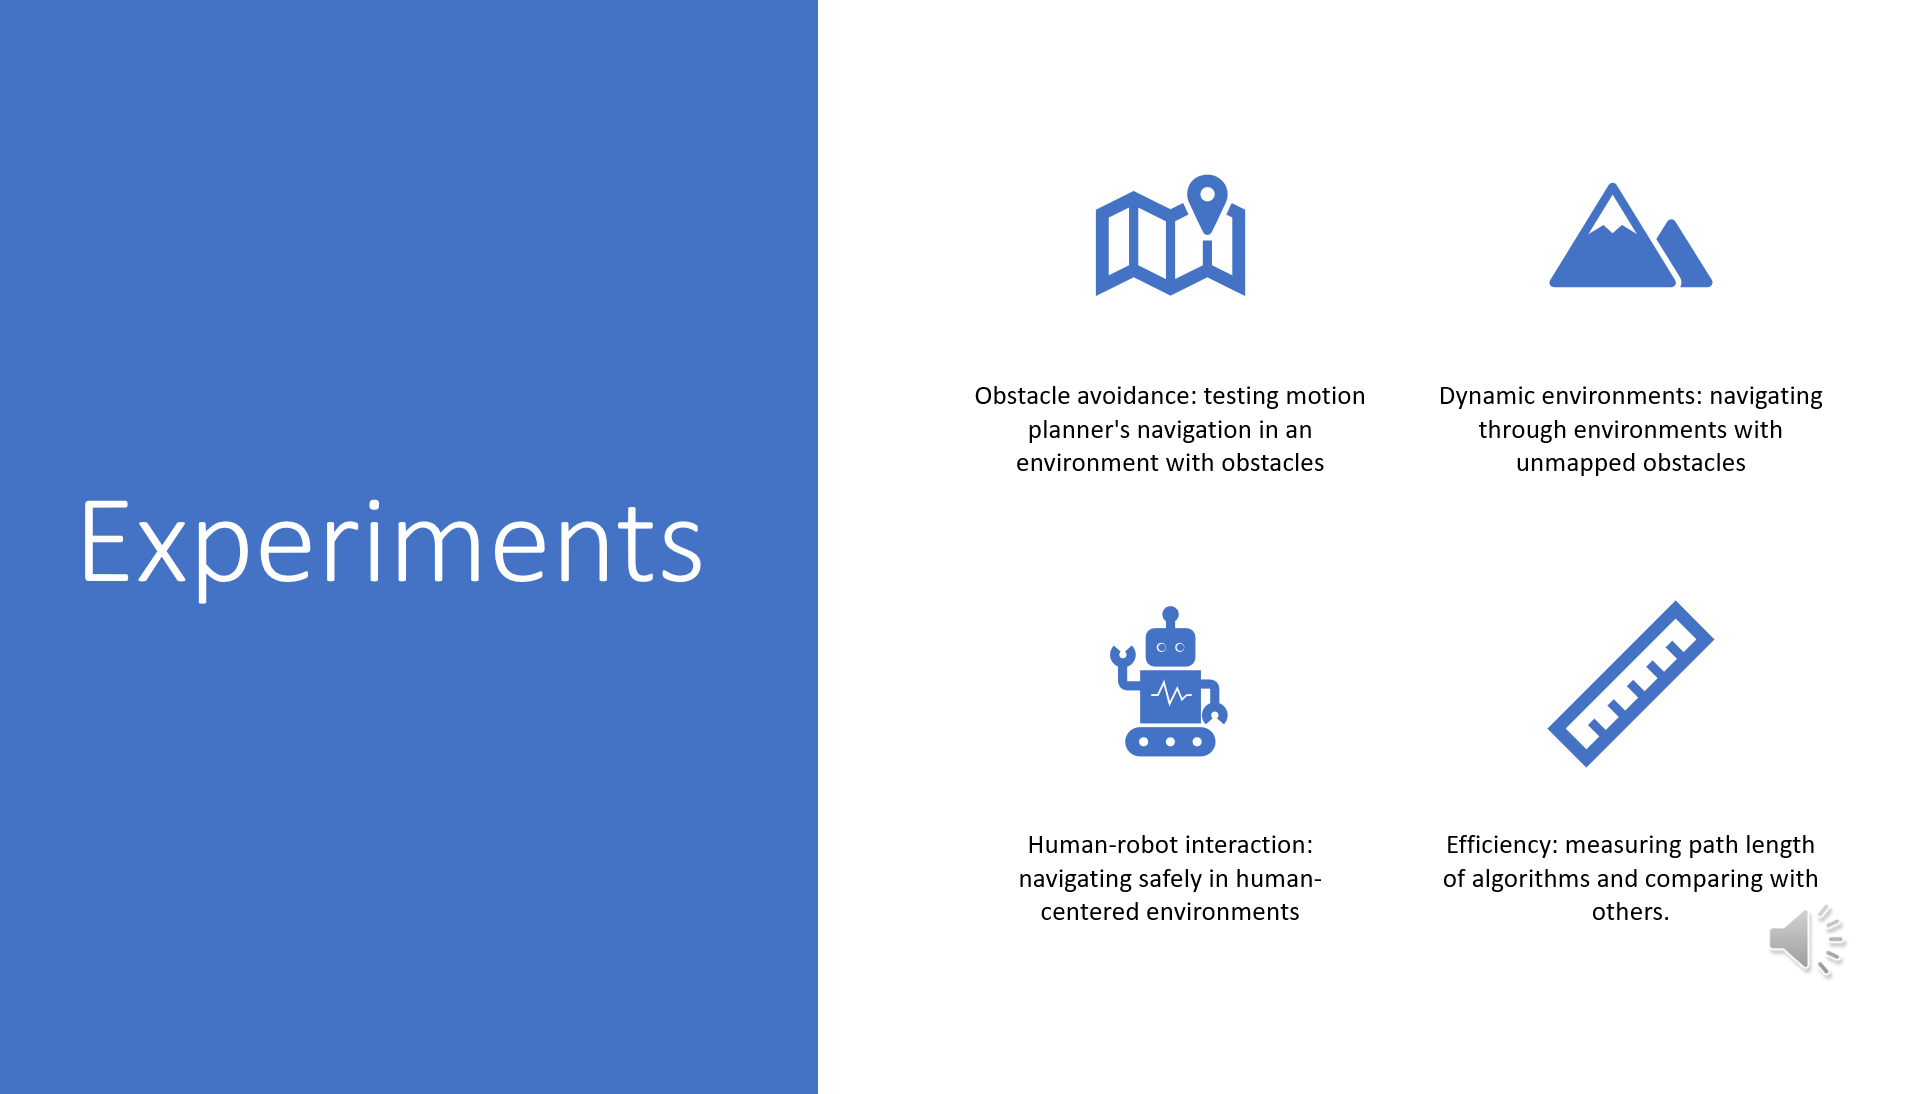 Experiments
Obstacle avoidance: testing motion
planner's navigation in an
environment with obstacles
Dynamic environments: navigating
through environments with
unmapped obstacles
Human-robot interaction:
navigating safely in human-
centered environments
Efficiency: measuring path length
of algorithms and comparing with
others.